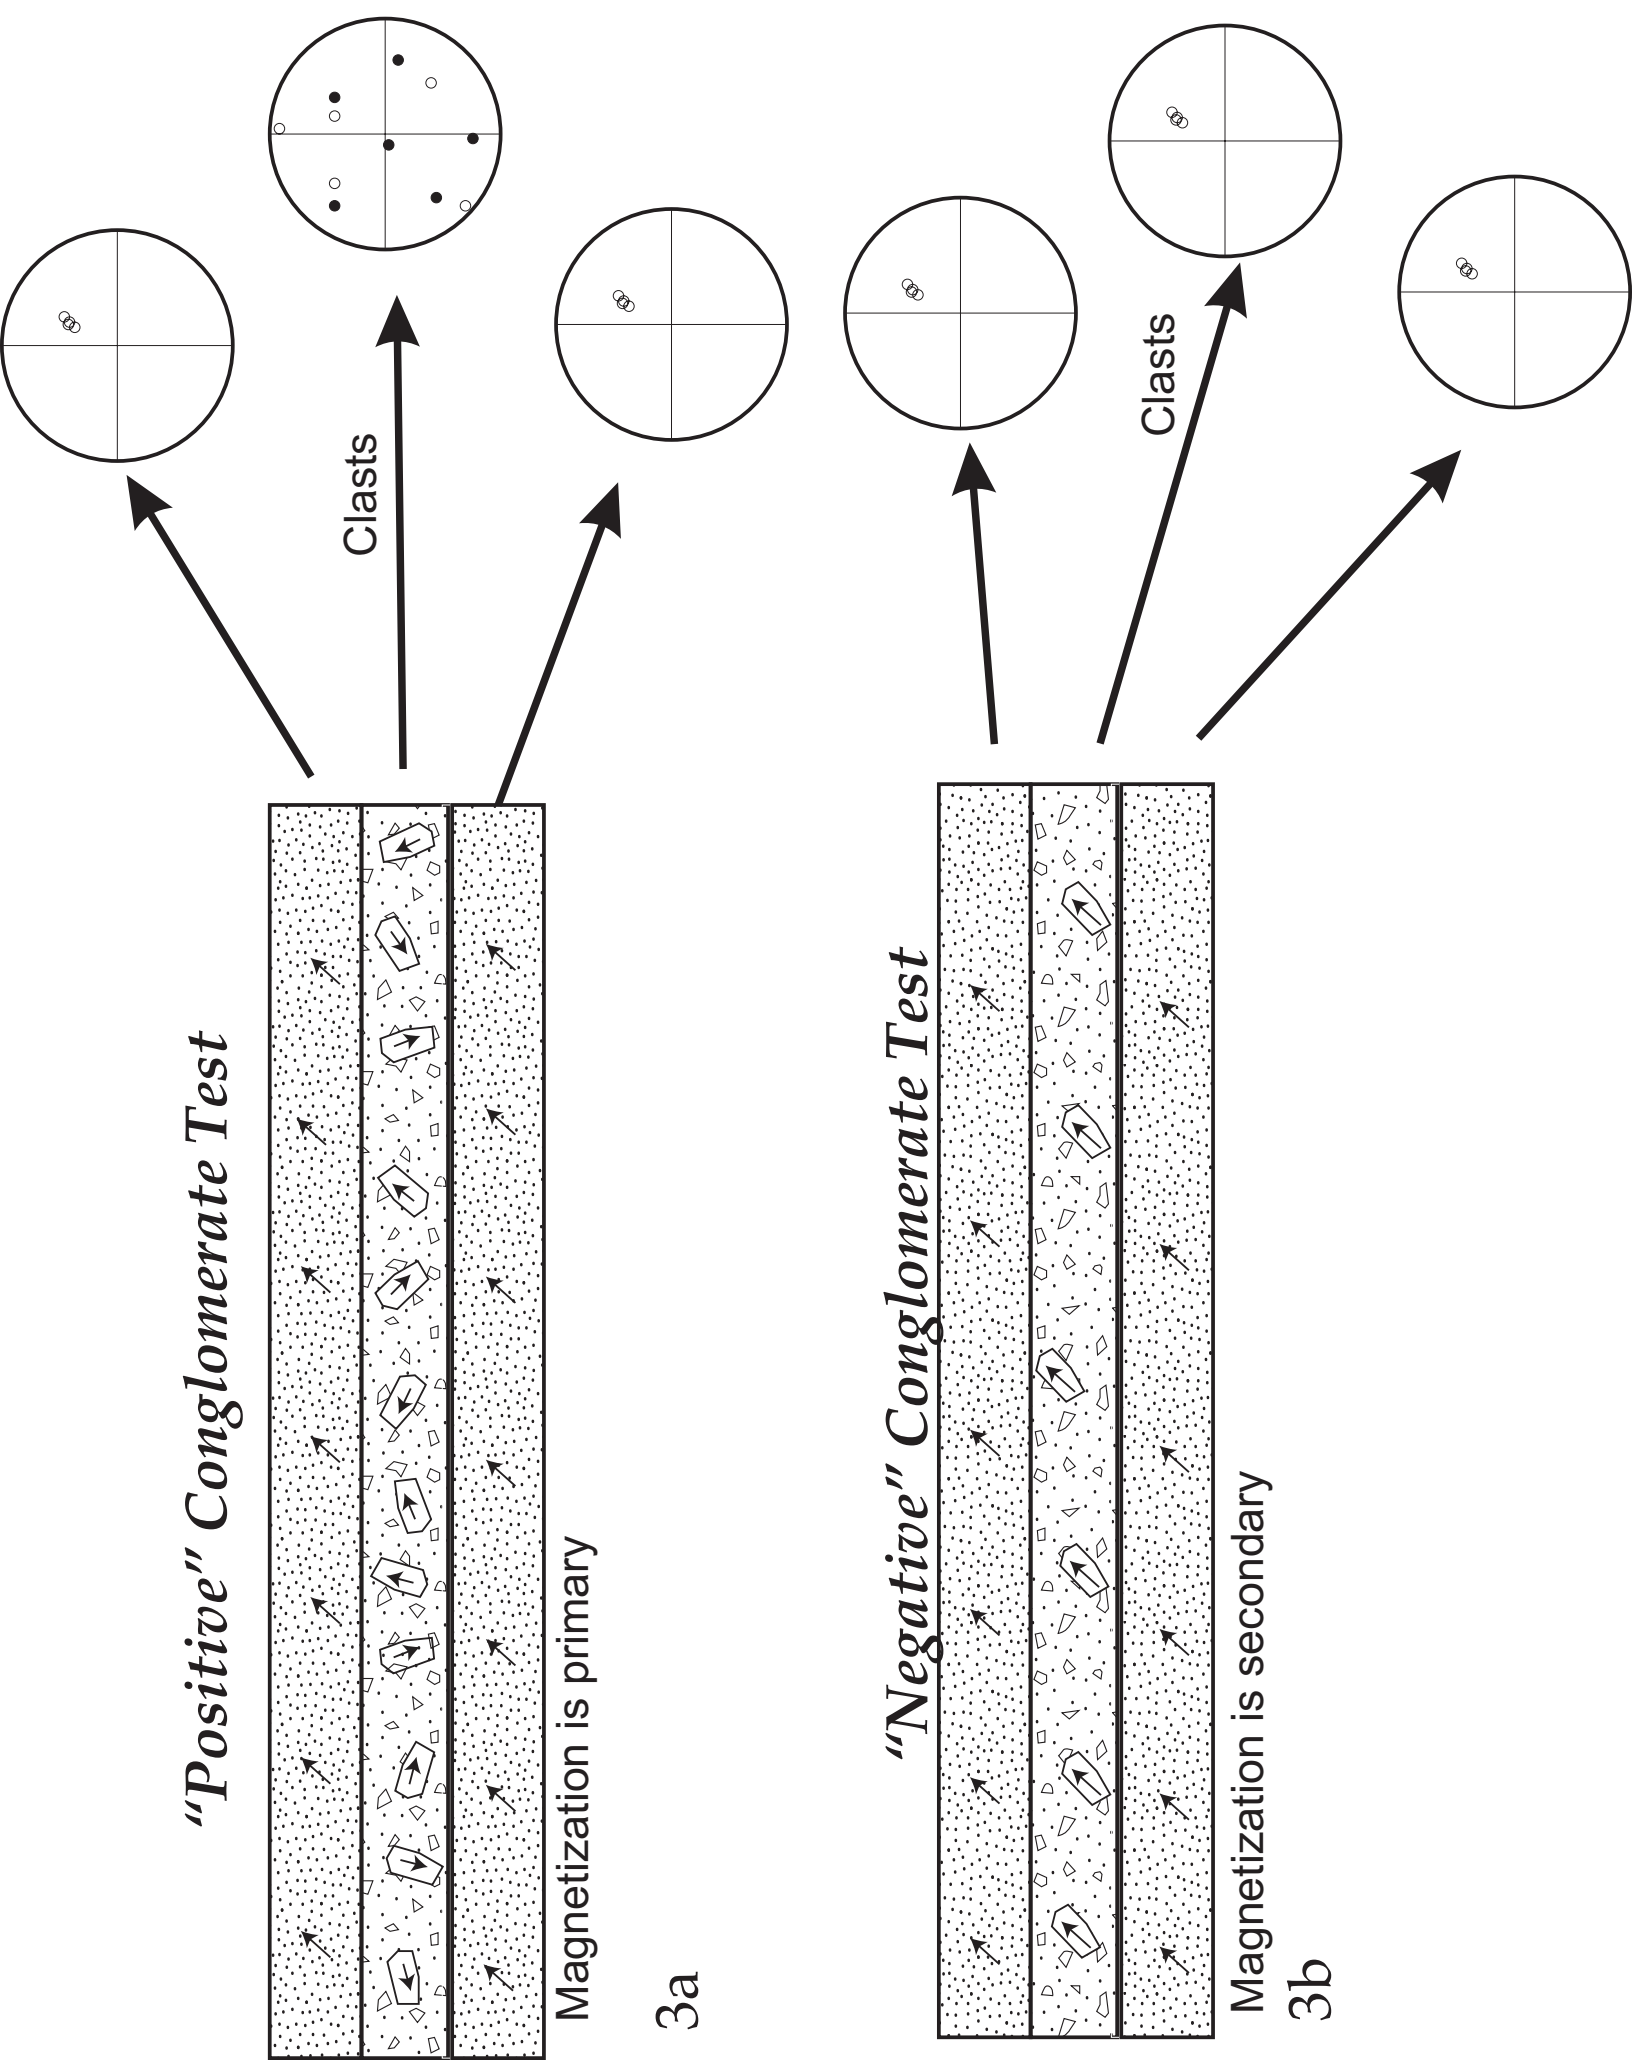 “Positive” Conglomerate Test
Clasts
Magnetization is primary
3a
“Negative” Conglomerate Test
Clasts
Magnetization is secondary
3b